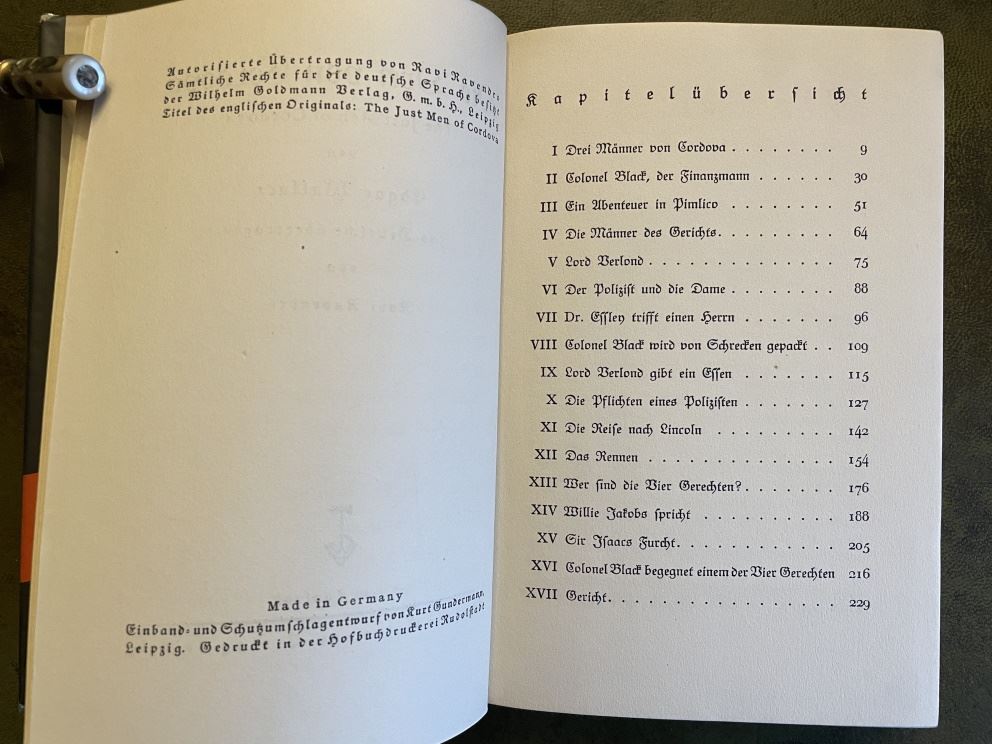 Autorisierte Übertragung von Ravi Ravendro
Sämtliche Rechte für die deutsche Sprache besitzt
der Wilhelm Goldmann Verlag, G. m. b. H., Leipzig
Titel des englischen Originals: The Just Men of Cordova
Made in Germany
Einband- und Schutzumschlagentwurf von Kurt Gundermann,
Leipzig. Gedruckt in der Hofbuchdruckerei Rudolstadt
Kapitelübersicht
I Drei Männer von Cordova . . . . . . . . 9
II Colonel Black, der Finanzmann . . . . . . 30
III Ein Abenteuer in Pimlico . . . . . . . . 51
IV Die Männer des Gerichts. . . . . . . . . 64
V Lord Verlond . . . . . . . . . . . . . . 75
VI Der Polizist und die Dame . . . . . . . . 88
VII Dr. Essley trifft einen Herrn . . . . . . . 96
VIII Colonel Black wird von Schrecken gepackt . . 109
IX Lord Verlond gibt ein Essen . . . . . . . 115
X Die Pflichten eines Polizisten . . . . . . . 127
XI Die Reise nach Lincoln . . . . . . . . . 142
XII Das Rennen . . . . . . . . . . . . . . 154
XIII Wer sind die Vier Gerechten? . . . . . . . 176
XIV Willie Jakobs spricht . . . . . . . . . . 188
XV Sir Isaacs Furcht. . . . . . . . . . . . 205
XVI Colonel Black begegnet einem der Vier Gerechten 216
XVII Gericht. . . . . . . . . . . . . . . . . 229